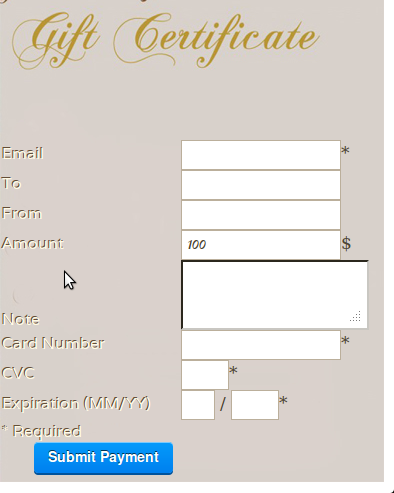 Gift Certificate
Email *
To
From
Amount 100 $
Note
Card Number *
CVC *
Expiration (MM/YY) / *
* Required
Submit Payment